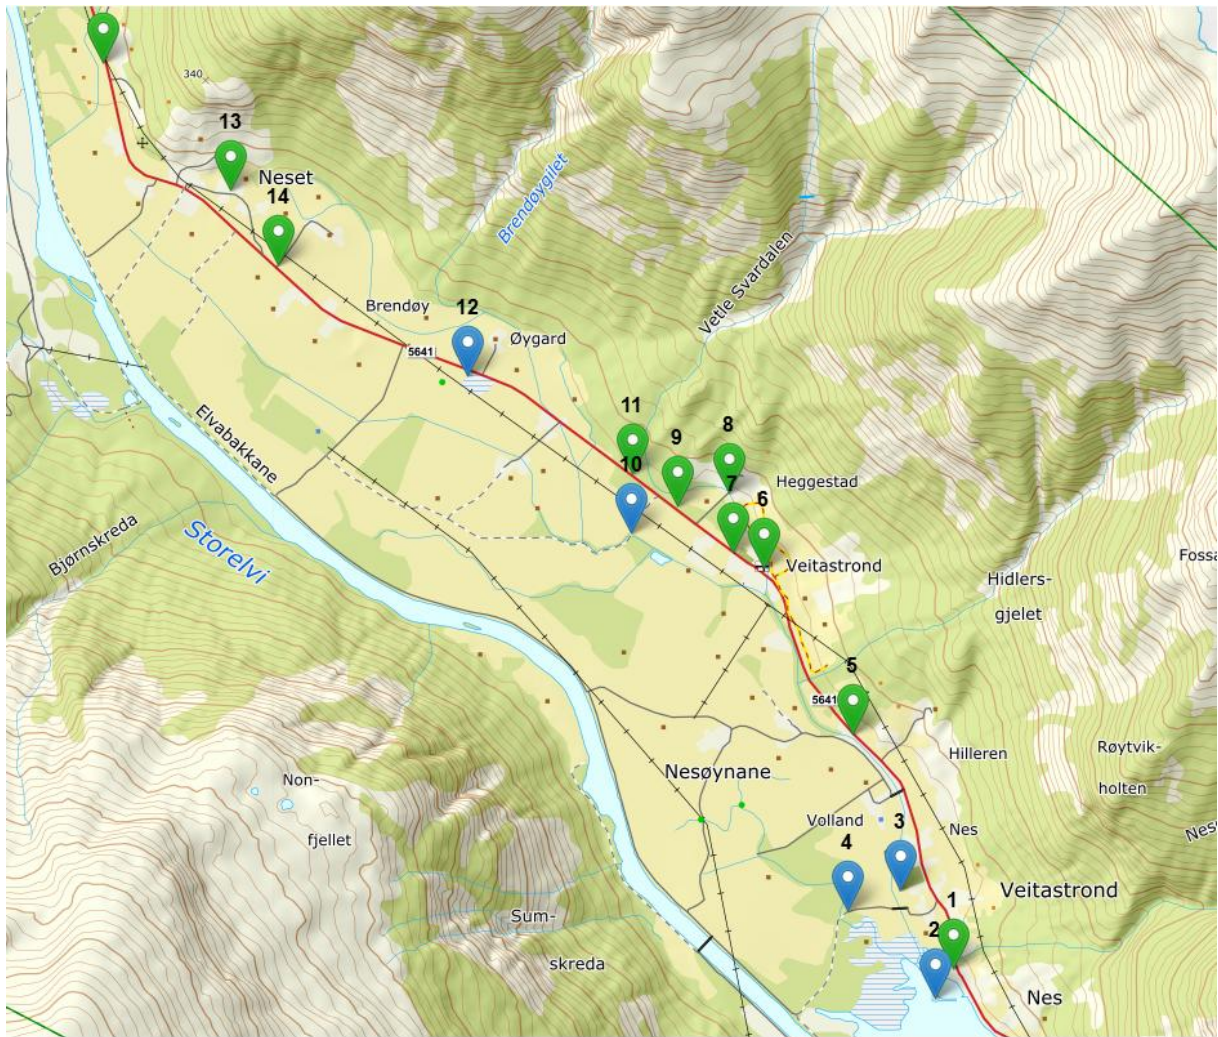 340
13
Neset
14
Brendøygilet
Vetle Svardalen
Brendøy
12
Øygard
5641
Elvabakkane
11
9
8
10
7
6
Heggestad
Bjørnskreda
Storelvi
Veitastrond
Hidlers-
gjelet
Fossa
5
5641
Nesøynane
Hilleren
Røytvik-
holten
Non-
fjellet
Volland
3
4
Nes
Nes
Veitastrond
1
2
Sum-
skreda
Nes